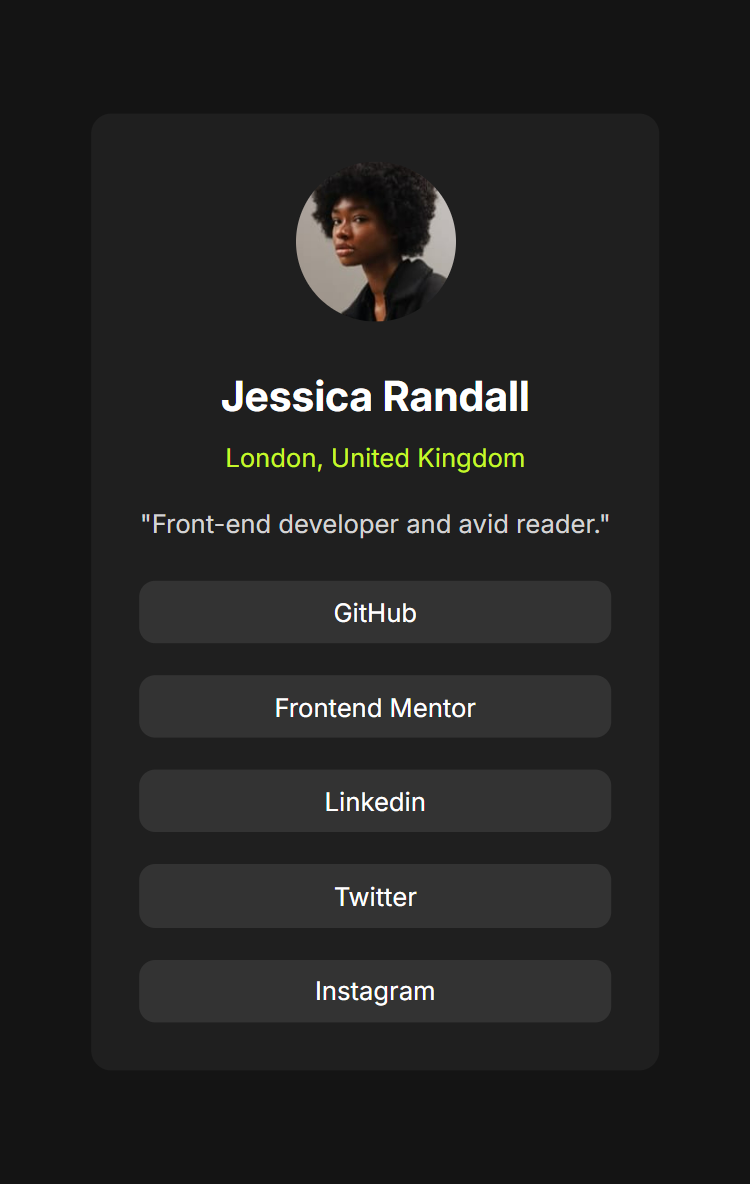 Jessica Randall
London, United Kingdom
"Front-end developer and avid reader."
GitHub
Frontend Mentor
Linkedin
Twitter
Instagram